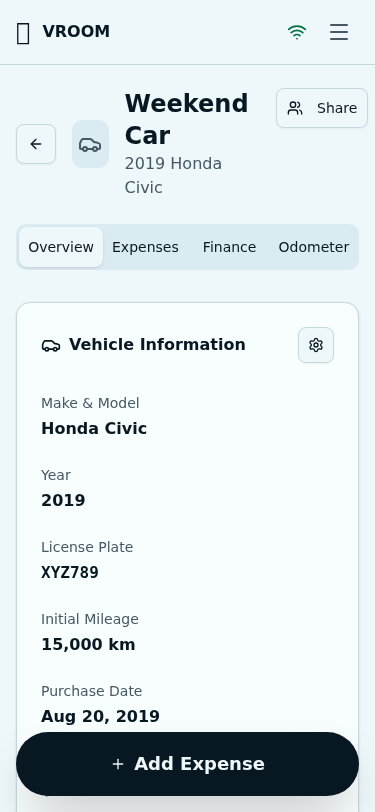 VROOM
Weekend
Car
2019 Honda
Civic
Share
Overview Expenses Finance Odometer
Vehicle Information
Make & Model
Honda Civic
Year
2019
License Plate
XYZ789
Initial Mileage
15,000 km
Purchase Date
Aug 20, 2019
+ Add Expense